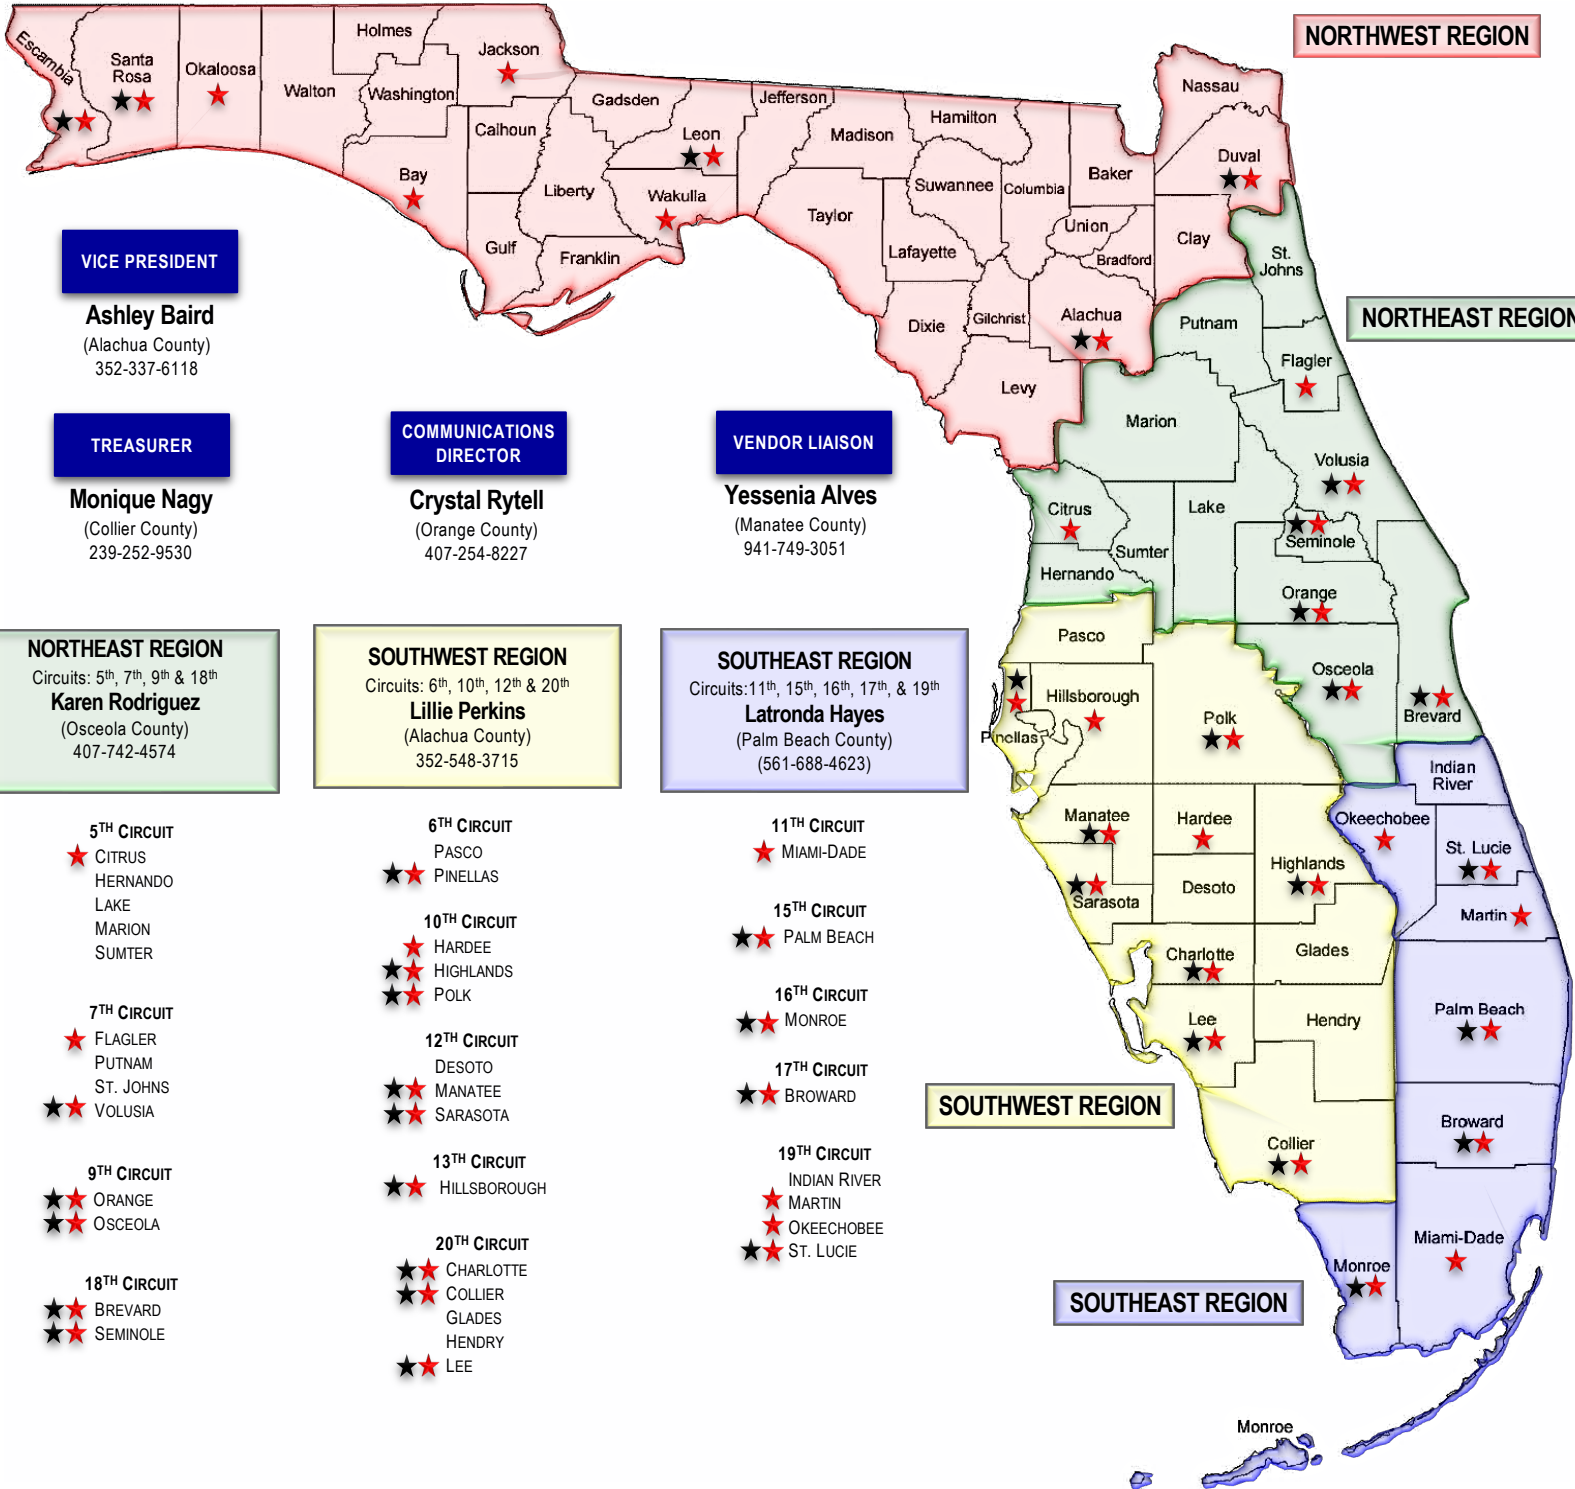 NORTHWEST REGION
Escambia
Santa
Rosa
Okaloosa
Walton
Holmes
Washington
Jackson
Calhoun
Bay
Gulf
Gadsden
Liberty
Franklin
Leon
Wakulla
Jefferson
Madison
Taylor
Hamilton
Suwannee
Lafayette
Columbia
Dixie
Gilchrist
Baker
Union
Bradford
Alachua
Levy
Nassau
Duval
Clay
VICE PRESIDENT
Ashley Baird
(Alachua County)
352-337-6118
TREASURER
Monique Nagy
(Collier County)
239-252-9530
COMMUNICATIONS
DIRECTOR
Crystal Rytell
(Orange County)
407-254-8227
VENDOR LIAISON
Yessenia Alves
(Manatee County)
941-749-3051
NORTHEAST REGION
St.
Johns
Putnam
Flagler
Marion
Volusia
Citrus
Lake
Sumter
Seminole
Hernando
Orange
Osceola
Brevard
NORTHEAST REGION
Circuits: 5th, 7th, 9th & 18th
Karen Rodriguez
(Osceola County)
407-742-4574
5TH CIRCUIT
CITRUS
HERNANDO
LAKE
MARION
SUMTER
7TH CIRCUIT
FLAGLER
PUTNAM
ST. JOHNS
VOLUSIA
9TH CIRCUIT
ORANGE
OSCEOLA
18TH CIRCUIT
BREVARD
SEMINOLE
SOUTHWEST REGION
Circuits: 6th, 10th, 12th & 20th
Lillie Perkins
(Alachua County)
352-548-3715
6TH CIRCUIT
PASCO
PINELLAS
10TH CIRCUIT
HARDEE
HIGHLANDS
POLK
12TH CIRCUIT
DESOTO
MANATEE
SARASOTA
13TH CIRCUIT
HILLSBOROUGH
20TH CIRCUIT
CHARLOTTE
COLLIER
GLADES
HENDRY
LEE
SOUTHEAST REGION
Circuits:11th, 15th, 16th, 17th, & 19th
Latronda Hayes
(Palm Beach County)
(561-688-4623)
11TH CIRCUIT
MIAMI-DADE
15TH CIRCUIT
PALM BEACH
16TH CIRCUIT
MONROE
17TH CIRCUIT
BROWARD
19TH CIRCUIT
INDIAN RIVER
MARTIN
OKEECHOBEE
ST. LUCIE
Pasco
Hillsborough
Pinellas
Polk
Manatee
Hardee
Highlands
Sarasota
Desoto
Charlotte
Glades
Lee
Hendry
Collier
SOUTHWEST REGION
Indian
River
Okeechobee
St. Lucie
Martin
Palm Beach
Broward
Miami-Dade
Monroe
SOUTHEAST REGION
Monroe